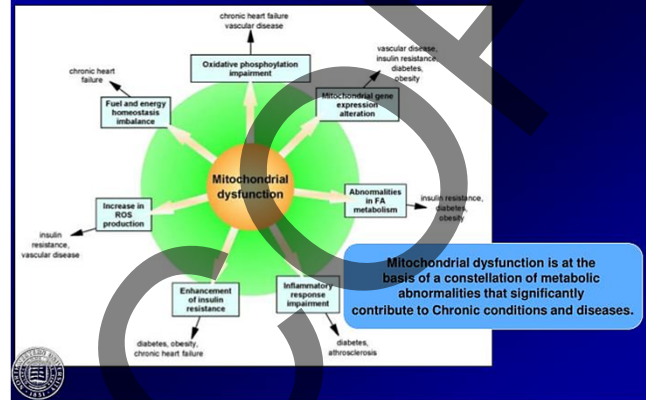 chronic heart failure
vascular disease
Oxidative phosphoylation
impairment
vascular disease,
insulin resistance,
diabetes,
obesity
chronic heart
failure
Fuel and energy
homeostasis
imbalance
Mitochondrial gene
expression
alteration
Mitochondrial
dysfunction
Abnormalities
in FA
metabolism
insulin resistance,
diabetes,
obesity
Increase in
ROS
production
insulin
resistance,
vascular disease
Enhancement
of insulin
resistance
Inflammatory
response
impairment
diabetes, obesity,
chronic heart failure
diabetes,
athrosclerosis
Mitochondrial dysfunction is at the
basis of a constellation of metabolic
abnormalities that significantly
contribute to Chronic conditions and diseases.